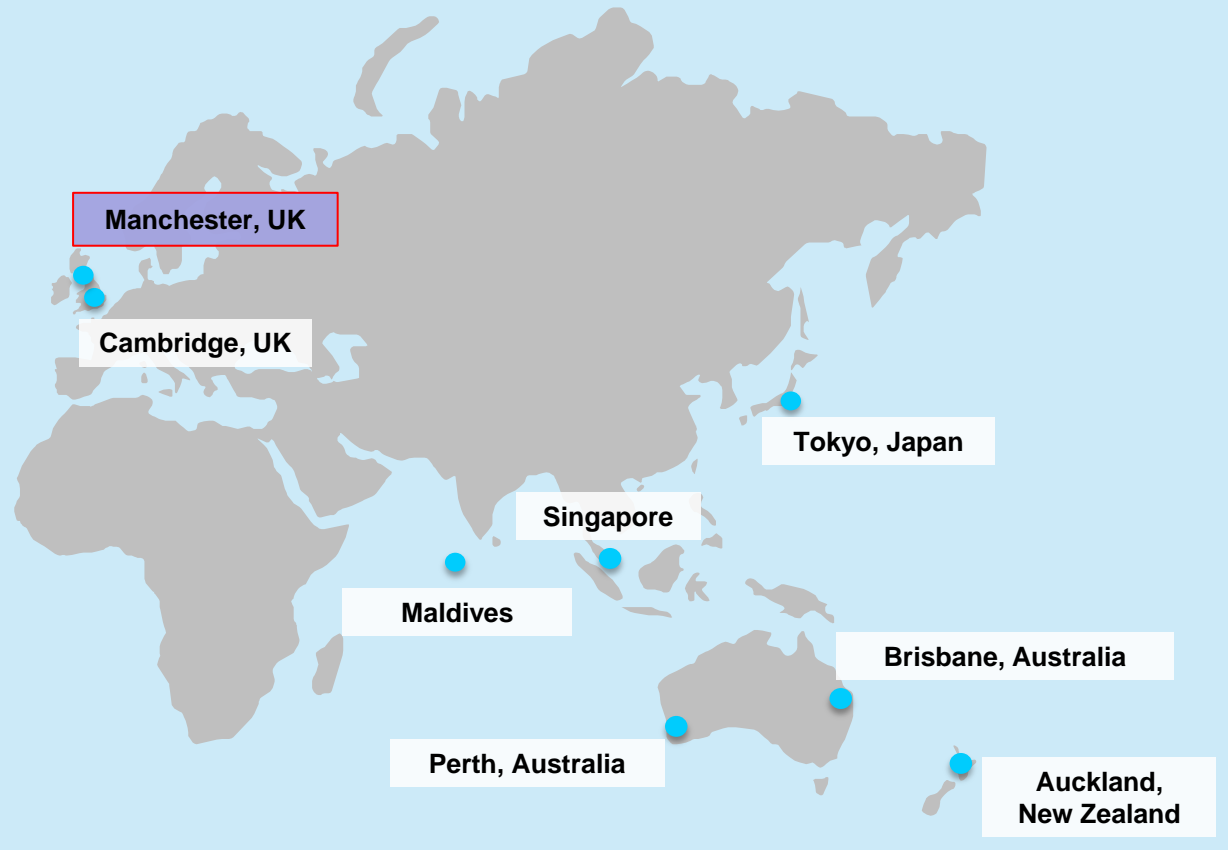 Manchester, UK
Cambridge, UK
Tokyo, Japan
Singapore
Maldives
Brisbane, Australia
Perth, Australia
Auckland,
New Zealand